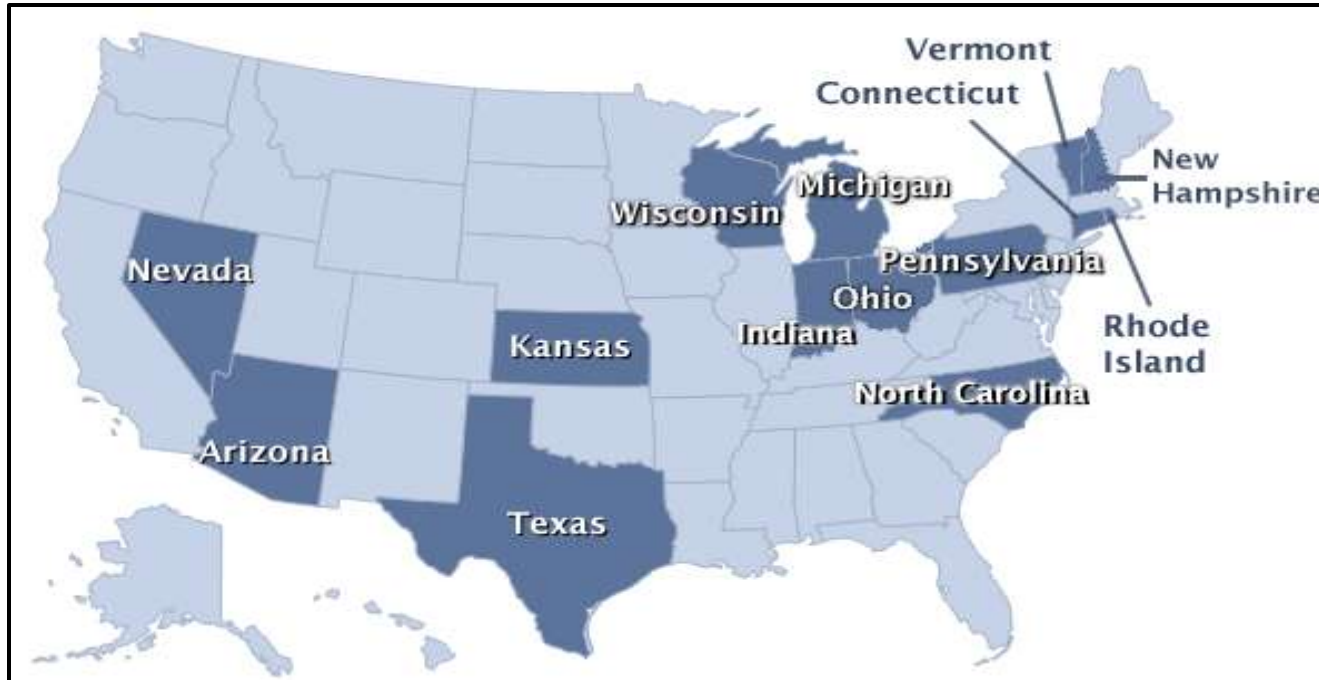 Vermont
Connecticut
New
Hampshire
Michigan
Wisconsin
Nevada
Pennsylvania
Ohio
Indiana
Rhode
Island
Kansas
North Carolina
Arizona
Texas